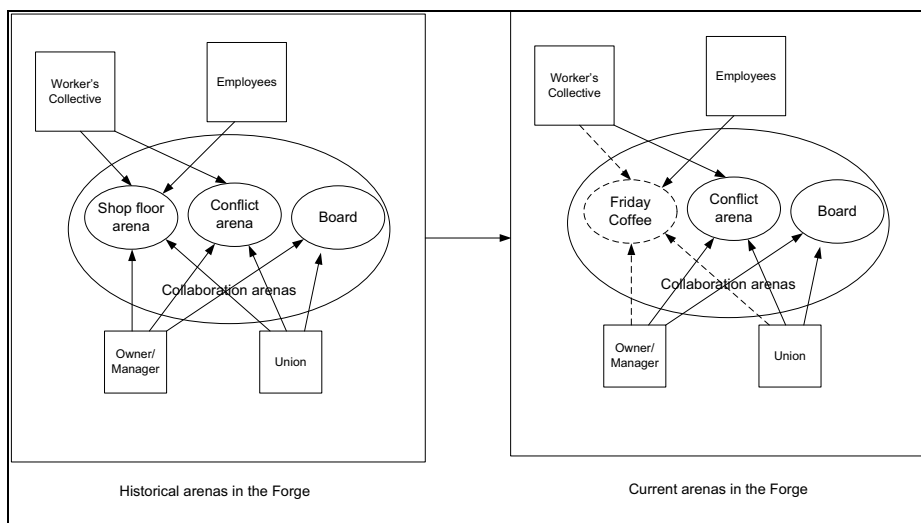 Worker's
Collective
Employees
Shop floor
arena
Conflict
arena
Board
Collaboration arenas
Owner/
Manager
Union
Historical arenas in the Forge
Worker's
Collective
Employees
Friday
Coffee
Conflict
arena
Board
Collaboration arenas
Owner/
Manager
Union
Current arenas in the Forge